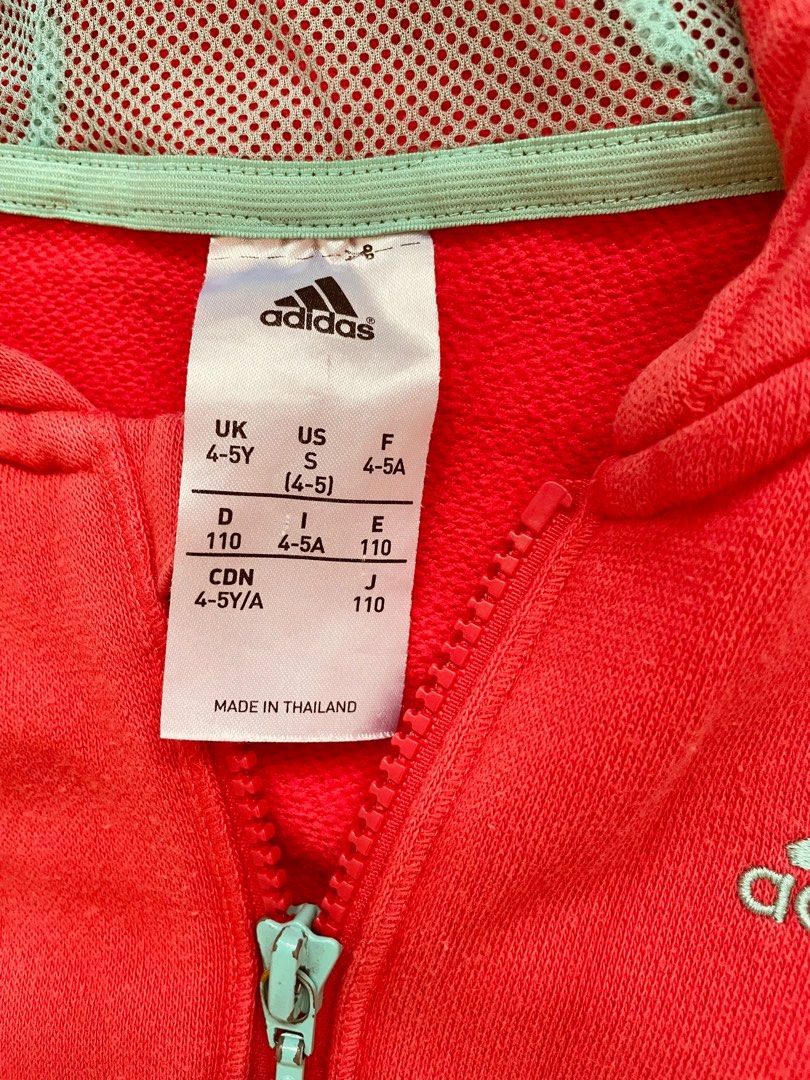 adidas®
UK US F
4-5Y S 4-5A
(4-5)
D I E
110 4-5A 110
CDN J
4-5Y/A 110
MADE IN THAILAND